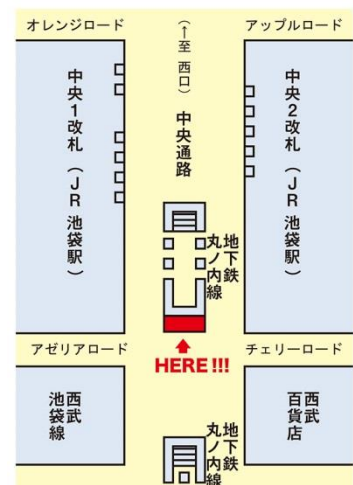 オレンジロード
(↑至 西口) 中央通路
アップルロード
中央1改札(JR池袋駅)
中央2改札(JR池袋駅)
地下鉄
丸ノ内線
アゼリアロード
HERE !!!
チェリーロード
西武
池袋線
地下鉄
丸ノ内線
西武
百貨店